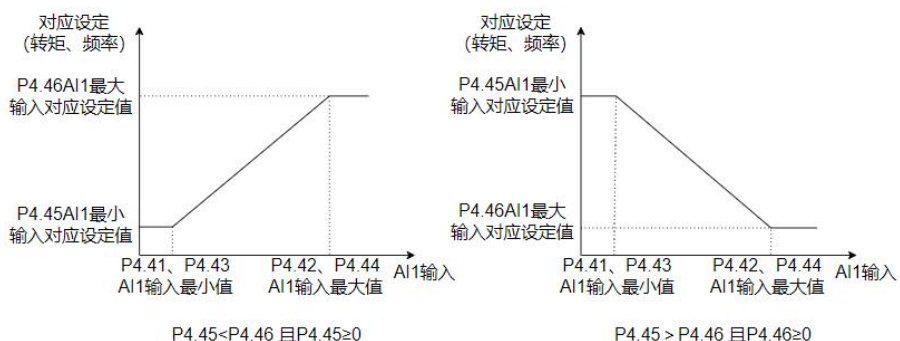 对应设定
（转矩、频率）
P4.46AI1最大
输入对应设定值
P4.45AI1最小
输入对应设定值
P4.41、P4.43
AI1输入最小值
P4.42、P4.44
AI1输入最大值
AI1输入
P4.45<P4.46 且P4.45≥0
对应设定
（转矩、频率）
P4.45AI1最小
输入对应设定值
P4.46AI1最大
输入对应设定值
P4.41、P4.43
AI1输入最小值
P4.42、P4.44
AI1输入最大值
AI1输入
P4.45＞P4.46 且P4.46≥0